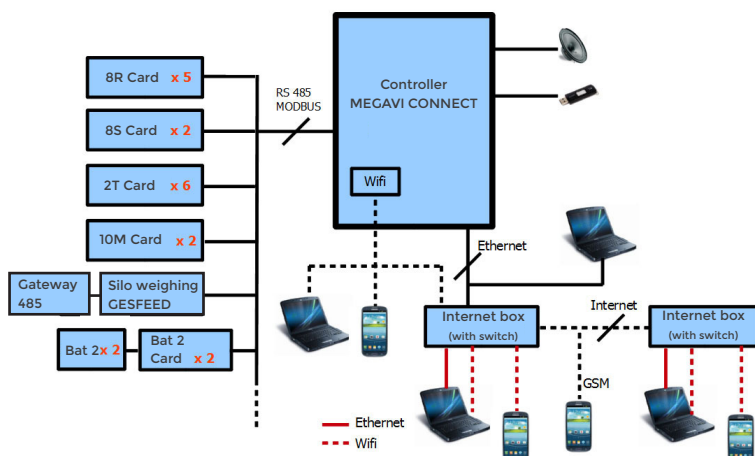 8R Card x 5
8S Card x 2
2T Card x 6
10M Card x 2
Gateway
485
Silo weighing
GESFEED
Bat 2x 2
Bat 2
Card x 2
RS 485
MODBUS
Controller
MEGAVI CONNECT
Wifi
Ethernet
Internet box
(with switch)
Internet
Internet box
(with switch)
GSM
Ethernet
Wifi